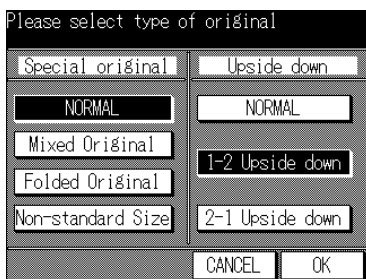 Please select type of original
Special original
Upside down
NORMAL
NORMAL
Mixed Original
1-2 Upside down
Folded Original
Non-standard Size
2-1 Upside down
CANCEL
OK